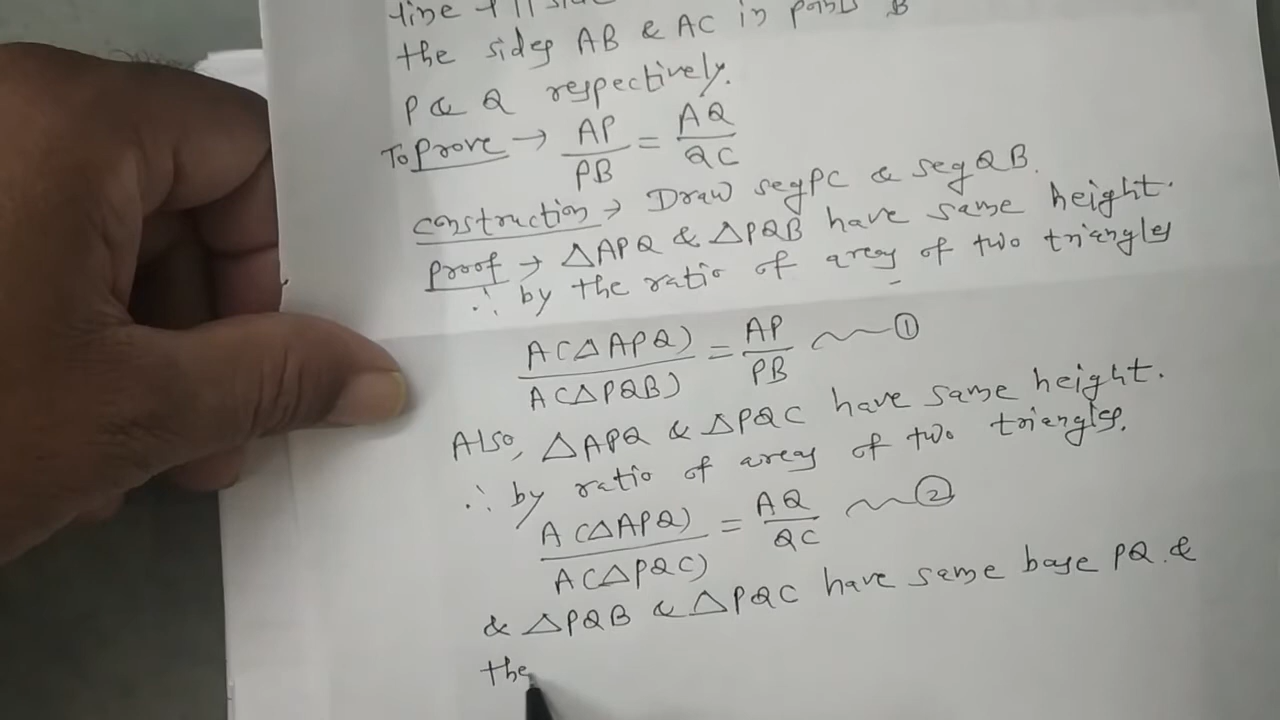 line
the sides AB & AC in
P & Q respectively.
To prove → AP/PB = AQ/QC
construction → Draw seg PC & seg QB.
Proof → △APQ & △PQB have same height.
∴ by the ratio of areas of two triangles
A(△APQ)/A(△PQB) = AP/PB ~ ①
Also, △APQ & △PQC have same height.
∴ by ratio of areas of two triangles.
A(△APQ)/A(△PQC) = AQ/QC ~ ②
& △PQB & △PQC have same base PQ. &
the